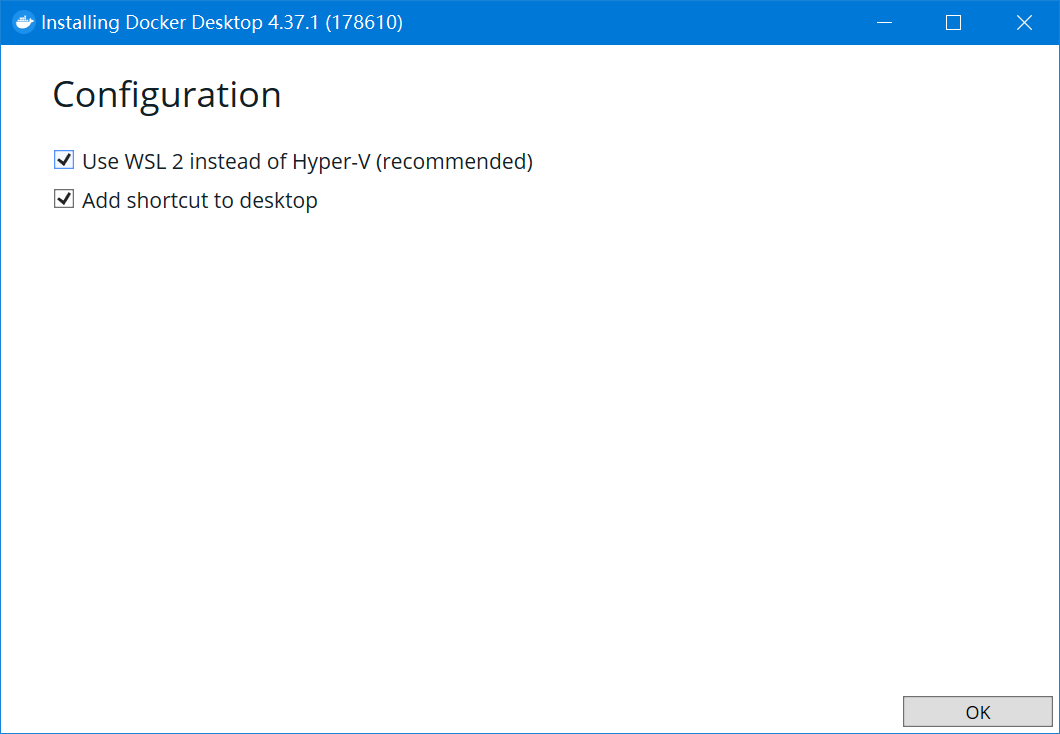 Installing Docker Desktop 4.37.1 (178610)
Configuration
Use WSL 2 instead of Hyper-V (recommended)
Add shortcut to desktop
OK